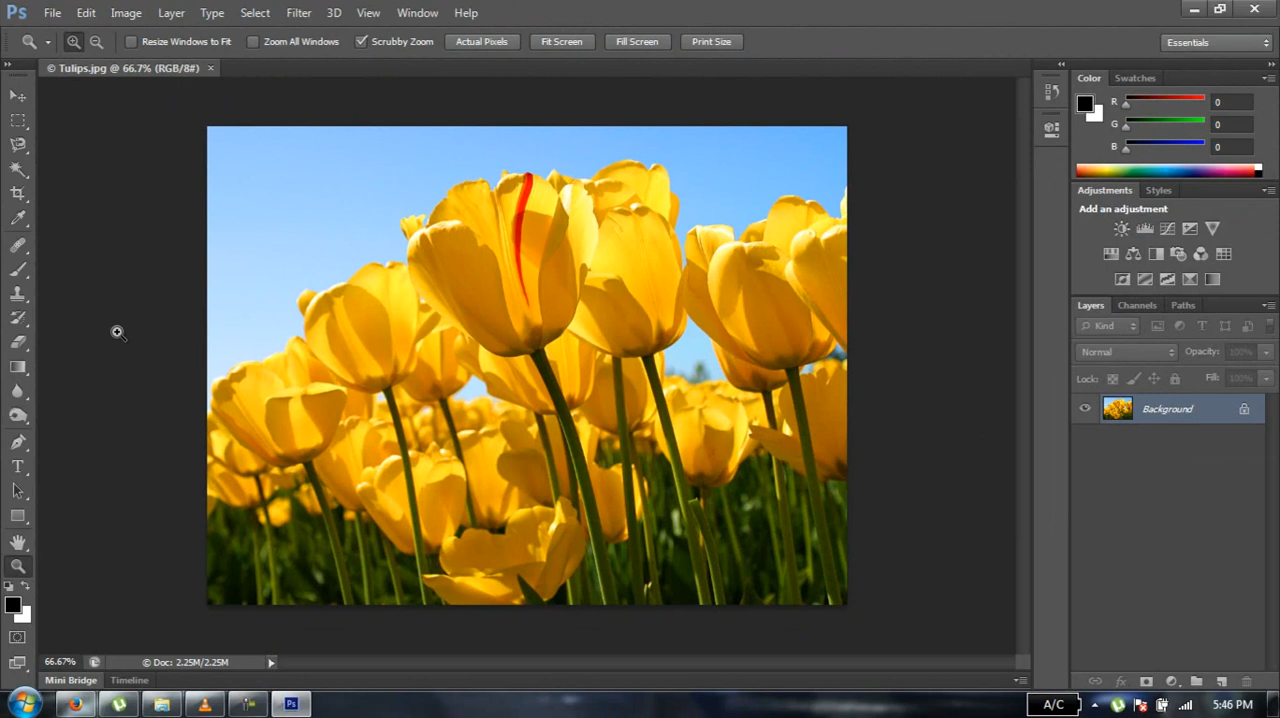 Ps File Edit Image Layer Type Select Filter 3D View Window Help
Resize Windows to Fit Zoom All Windows Scrubby Zoom Actual Pixels Fit Screen Fill Screen Print Size Essentials
© Tulips.jpg @ 66.7% (RGB/8#) ×
Color Swatches
R 0
G 0
B 0
Adjustments Styles
Add an adjustment
Layers Channels Paths
Kind
Normal Opacity: 100%
Lock: Fill: 100%
Background
66.67% © Doc: 2.25M/2.25M
Mini Bridge Timeline
Ps A/C 5:46 PM